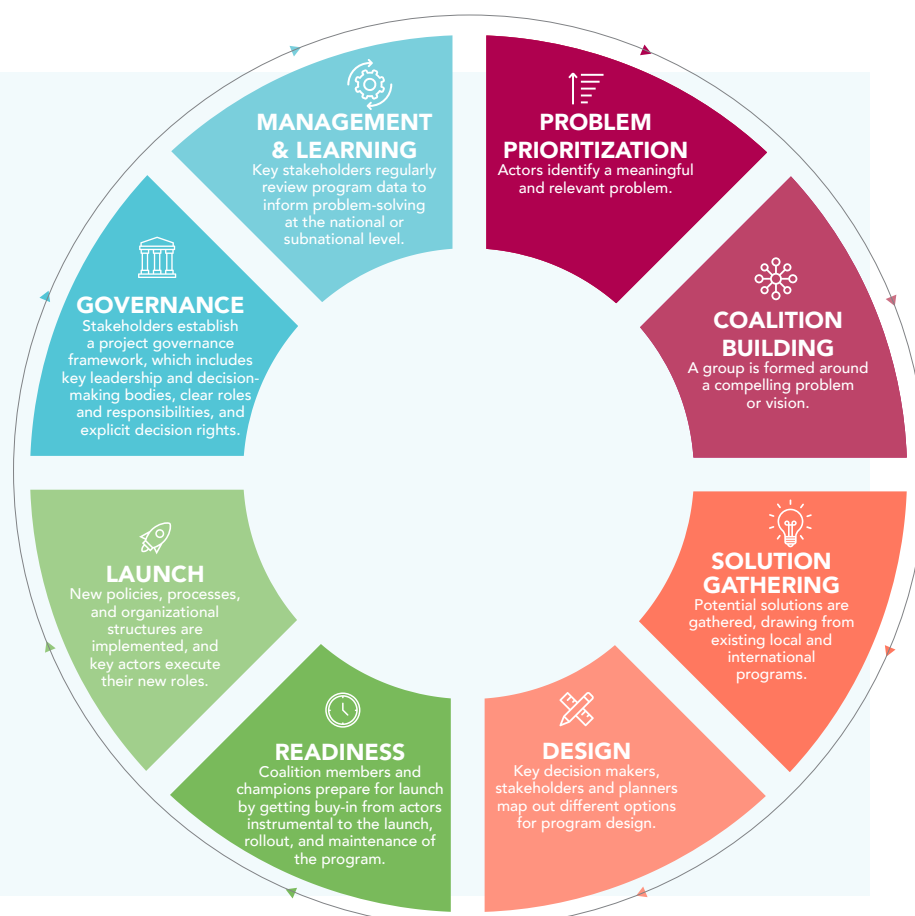 PROBLEM
PRIORITIZATION
Actors identify a meaningful
and relevant problem.
COALITION
BUILDING
A group is formed around
a compelling problem
or vision.
SOLUTION
GATHERING
Potential solutions are
gathered, drawing from
existing local and
international
programs.
DESIGN
Key decision makers,
stakeholders and planners
map out different options
for program design.
READINESS
Coalition members and
champions prepare for launch
by getting buy-in from actors
instrumental to the launch,
rollout, and maintenance of
the program.
LAUNCH
New policies, processes,
and organizational
structures are
implemented, and
key actors execute
their new roles.
GOVERNANCE
Stakeholders establish
a project governance
framework, which includes
key leadership and decision-
making bodies, clear roles
and responsibilities, and
explicit decision rights.
MANAGEMENT
& LEARNING
Key stakeholders regularly
review program data to
inform problem-solving
at the national or
subnational level.